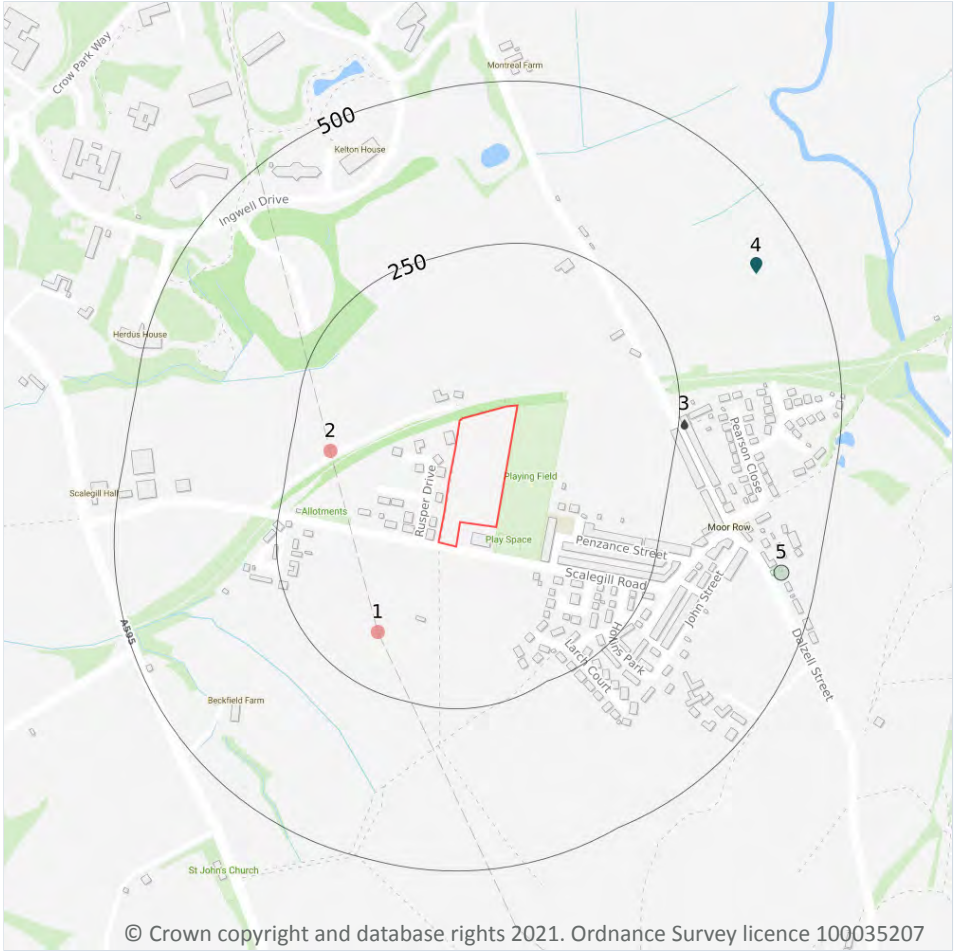 Crow Park Way
Montreal Farm
500
Kelton House
Ingwell Drive
4
250
Herdus House
3
2
Pearson Close
Playing Field
Rusper Drive
Scalegill Hall
Allotments
Moor Row
Play Space
Penzance Street
5
Scalegill Road
John Street
1
A595
Hopkins Park
Larch Court
Dalzell Street
Beckfield Farm
St John's Church
© Crown copyright and database rights 2021. Ordnance Survey licence 100035207